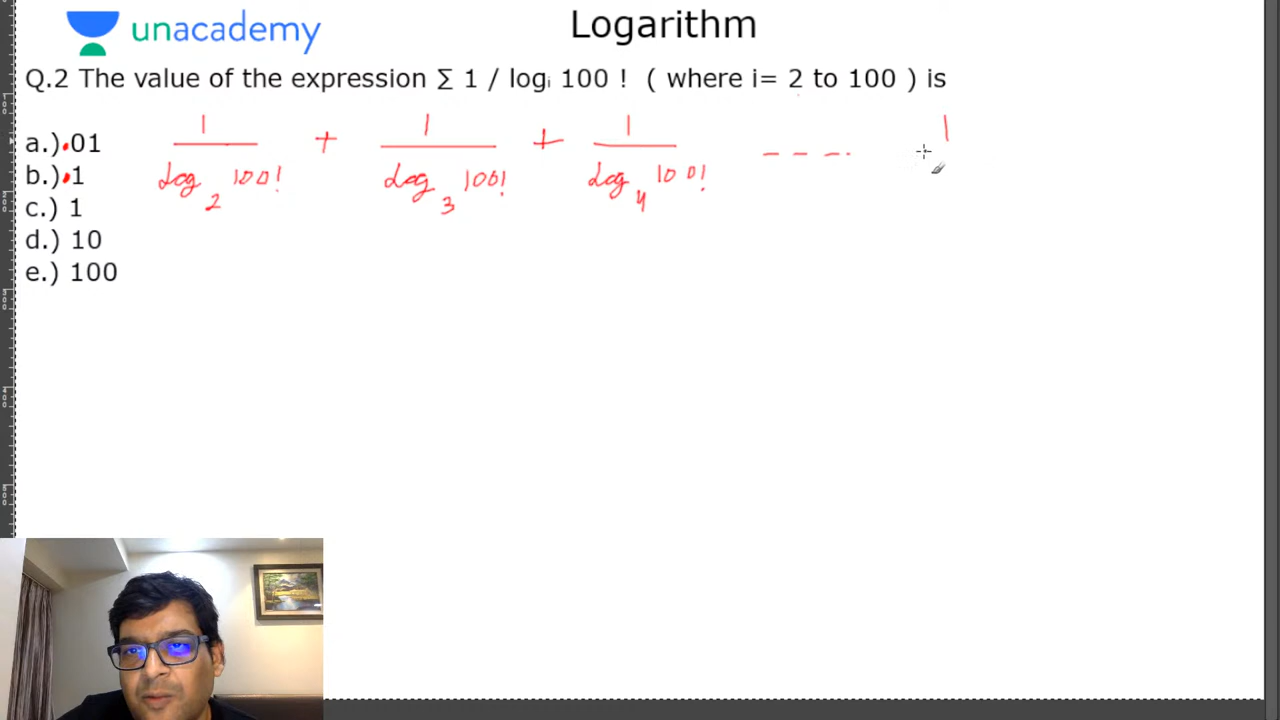 unacademy
Logarithm
Q.2 The value of the expression Σ 1 / logᵢ 100 ! ( where i= 2 to 100 ) is
a.).01
b.).1
c.) 1
d.) 10
e.) 100
1 / log₂ 100! + 1 / log₃ 100! + 1 / log₄ 100! - - - - 1